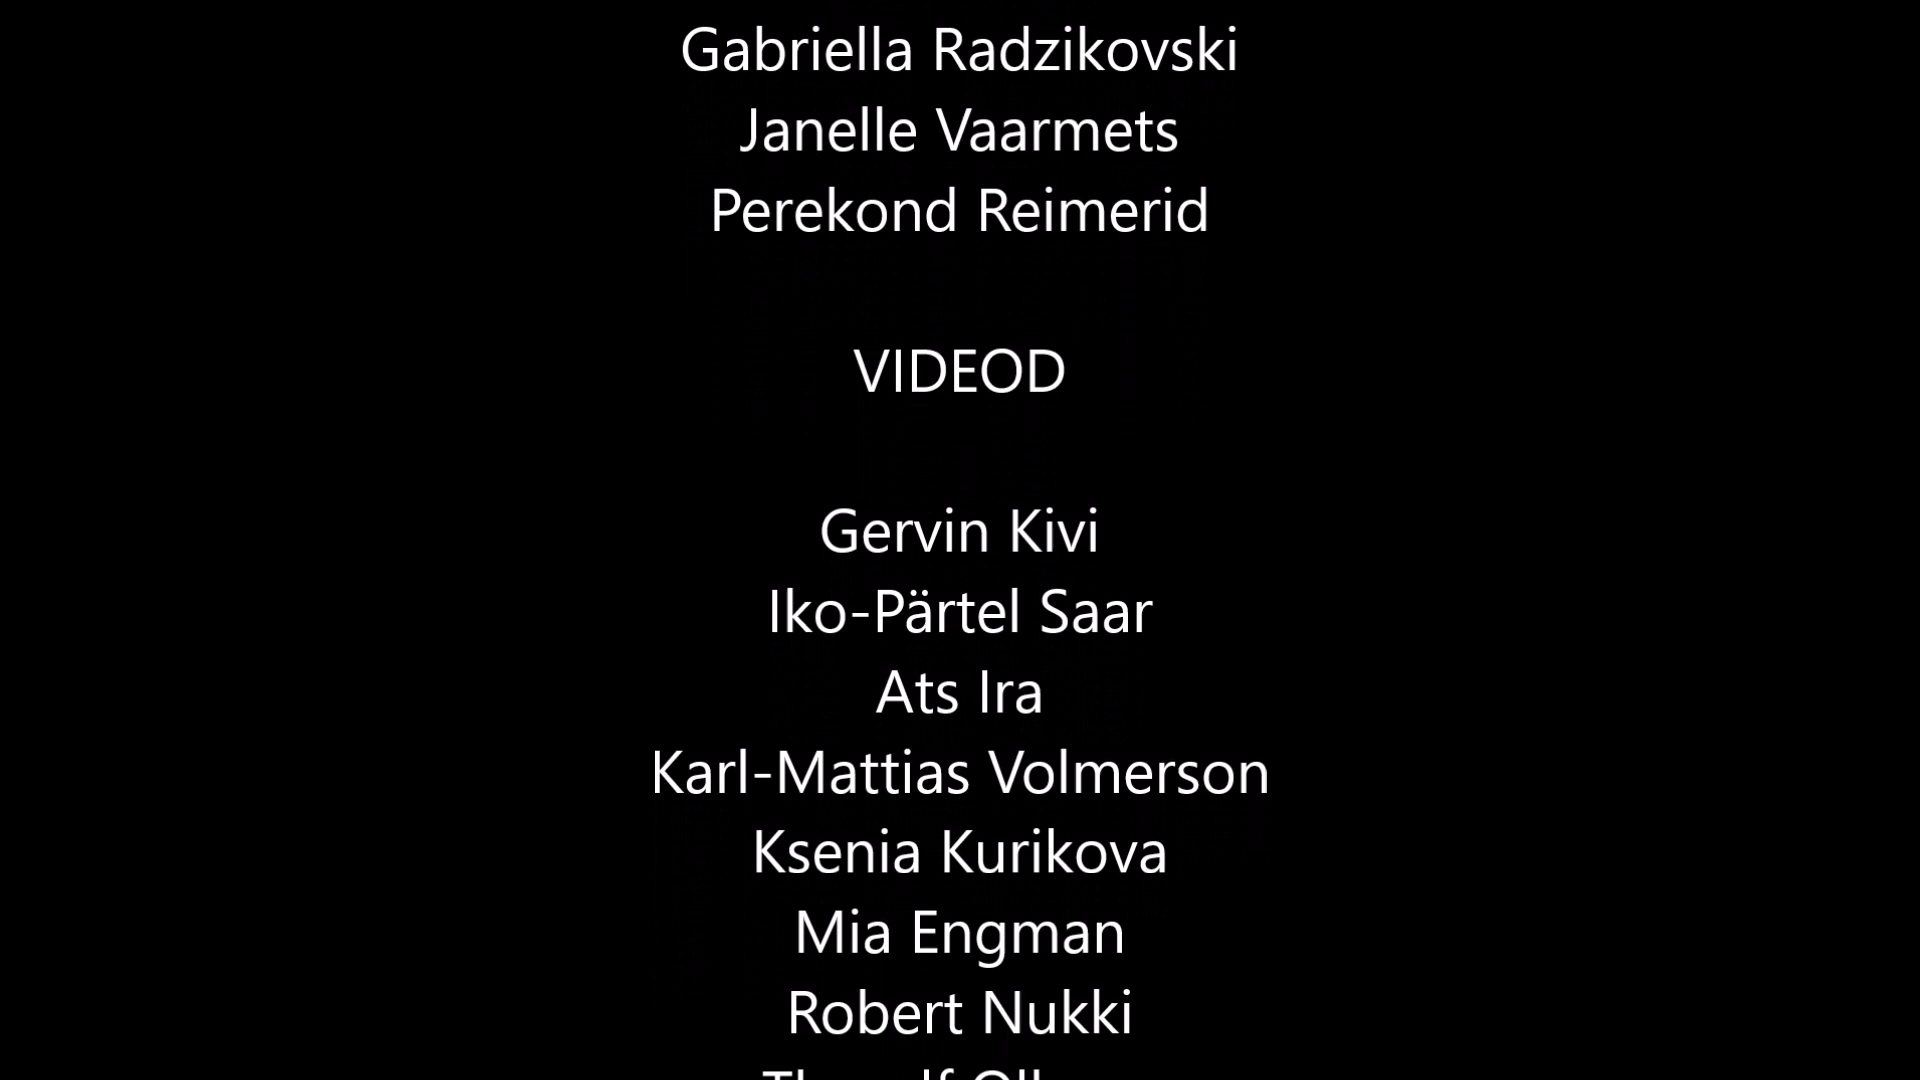 Gabriella Radzikovski
Janelle Vaarmets
Perekond Reimerid
VIDEOD
Gervin Kivi
Iko-Pärtel Saar
Ats Ira
Karl-Mattias Volmerson
Ksenia Kurikova
Mia Engman
Robert Nukki